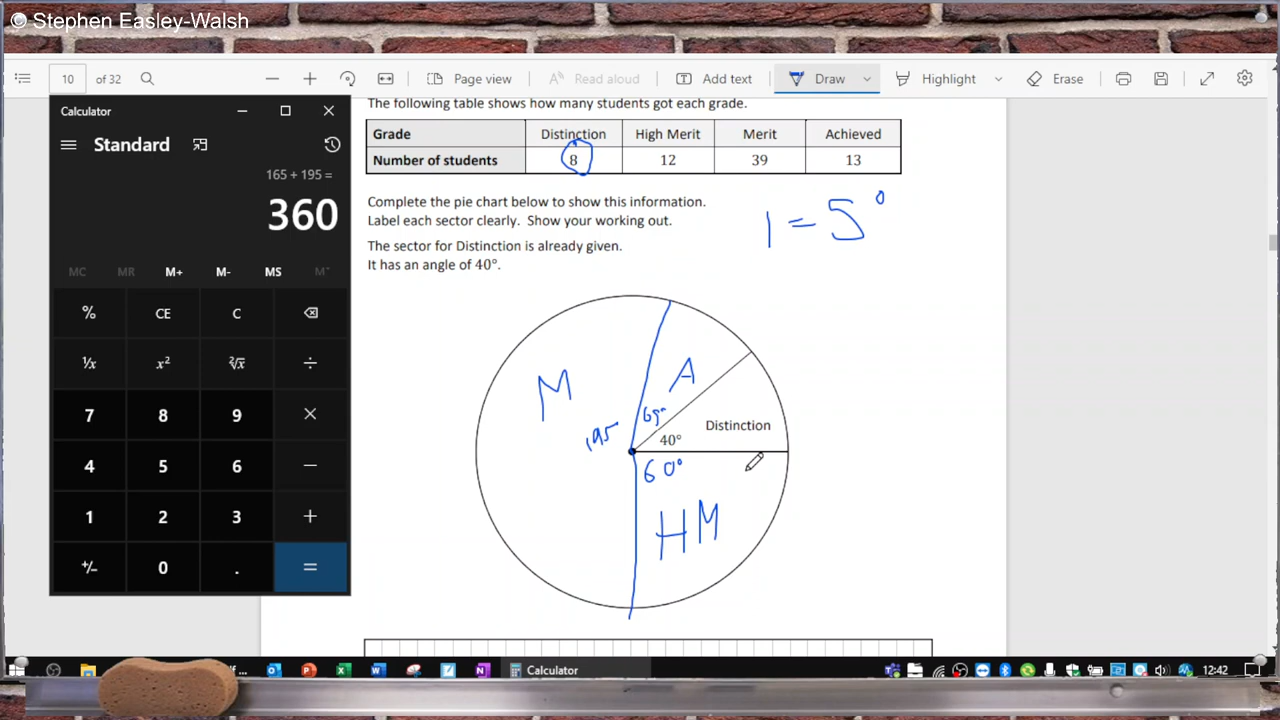 © Stephen Easley-Walsh
10 of 32
Page view
Read aloud
Add text
Draw
Highlight
Erase
Calculator
Standard
165 + 195 =
360
MC MR M+ M- MS M˅
% CE C
¹/x x² ²√x ÷
7 8 9 ×
4 5 6 −
1 2 3 +
+/− 0 . =
The following table shows how many students got each grade.
Grade Distinction High Merit Merit Achieved
Number of students 8 12 39 13
Complete the pie chart below to show this information.
Label each sector clearly. Show your working out.
1 = 5°
The sector for Distinction is already given.
It has an angle of 40°.
M
A
65°
195
40°
Distinction
60°
HM
Calculator
12:42